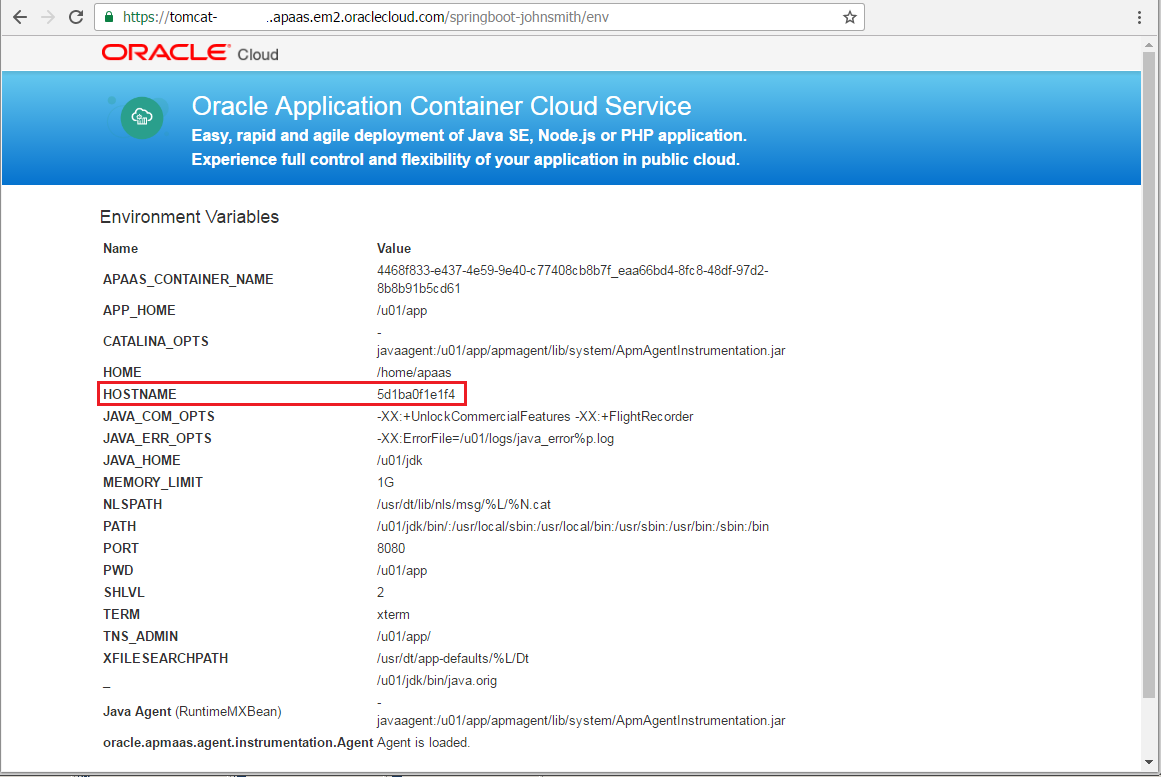 https://tomcat- ..apaas.em2.oraclecloud.com/springboot-johnsmith/env
ORACLE Cloud
Oracle Application Container Cloud Service
Easy, rapid and agile deployment of Java SE, Node.js or PHP application.
Experience full control and flexibility of your application in public cloud.
Environment Variables
Name Value
APAAS_CONTAINER_NAME 4468f833-e437-4e59-9e40-c77408cb8b7f_eaa66bd4-8fc8-48df-97d2-
8b8b91b5cd61
APP_HOME /u01/app
CATALINA_OPTS -
javaagent:/u01/app/apmagent/lib/system/ApmAgentInstrumentation.jar
HOME /home/apaas
HOSTNAME 5d1ba0f1e1f4
JAVA_COM_OPTS -XX:+UnlockCommercialFeatures -XX:+FlightRecorder
JAVA_ERR_OPTS -XX:ErrorFile=/u01/logs/java_error%p.log
JAVA_HOME /u01/jdk
MEMORY_LIMIT 1G
NLSPATH /usr/dt/lib/nls/msg/%L/%N.cat
PATH /u01/jdk/bin/:/usr/local/sbin:/usr/local/bin:/usr/sbin:/usr/bin:/sbin:/bin
PORT 8080
PWD /u01/app
SHLVL 2
TERM xterm
TNS_ADMIN /u01/app/
XFILESEARCHPATH /usr/dt/app-defaults/%L/Dt
_ /u01/jdk/bin/java.orig
Java Agent (RuntimeMXBean) -
javaagent:/u01/app/apmagent/lib/system/ApmAgentInstrumentation.jar
oracle.apmaas.agent.instrumentation.Agent Agent is loaded.